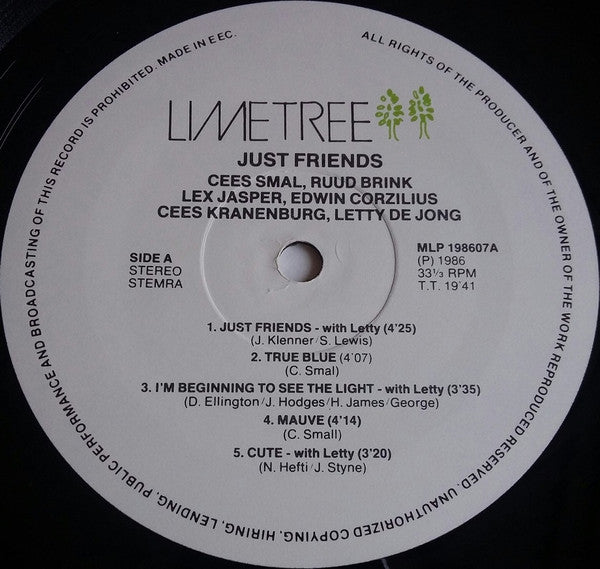 LIMETREE
JUST FRIENDS
CEES SMAL, RUUD BRINK
LEX JASPER, EDWIN CORZILIUS
CEES KRANENBURG, LETTY DE JONG
SIDE A
STEREO
STEMRA
MLP 198607A
(P) 1986
33⅓ RPM
T.T. 19'41
1. JUST FRIENDS - with Letty (4'25)
(J. Klenner/S. Lewis)
2. TRUE BLUE (4'07)
(C. Smal)
3. I'M BEGINNING TO SEE THE LIGHT - with Letty (3'35)
(D. Ellington/J. Hodges/H. James/George)
4. MAUVE (4'14)
(C. Small)
5. CUTE - with Letty (3'20)
(N. Hefti/J. Styne)
ALL RIGHTS OF THE PRODUCER AND OF THE OWNER OF THE WORK REPRODUCED RESERVED. UNAUTHORIZED COPYING, HIRING, LENDING, PUBLIC PERFORMANCE AND BROADCASTING OF THIS RECORD IS PROHIBITED. MADE IN EEC.